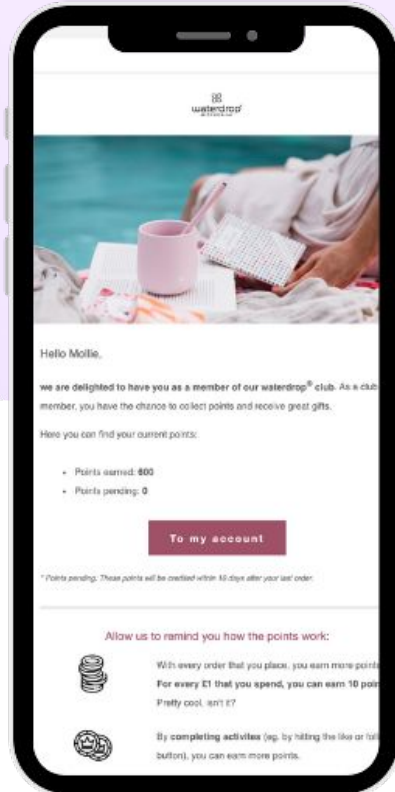 waterdrop®
Hello Mollie,
we are delighted to have you as a member of our waterdrop® club. As a club
member, you have the chance to collect points and receive great gifts.
Here you can find your current points:
• Points earned: 600
• Points pending: 0
To my account
* Points pending. These points will be credited within 16 days after your last order.
Allow us to remind you how the points work:
With every order that you place, you earn more points
For every £1 that you spend, you can earn 10 poin
Pretty cool, isn't it?
By completing activites (eg. by hitting the like or foll
button), you can earn more points.